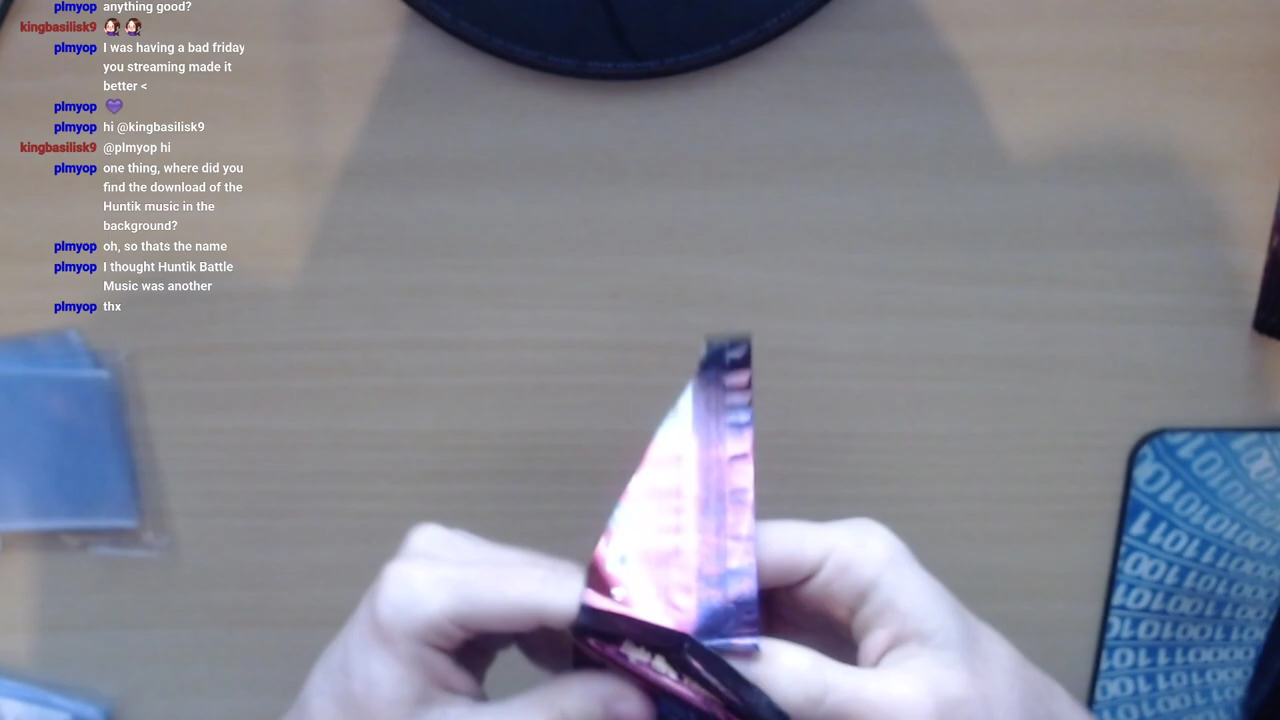 plmyop anything good?
kingbasilisk9
plmyop I was having a bad friday
you streaming made it
better <
plmyop 💜
plmyop hi @kingbasilisk9
kingbasilisk9 @plmyop hi
plmyop one thing, where did you
find the download of the
Huntik music in the
background?
plmyop oh, so thats the name
plmyop I thought Huntik Battle
Music was another
plmyop thx